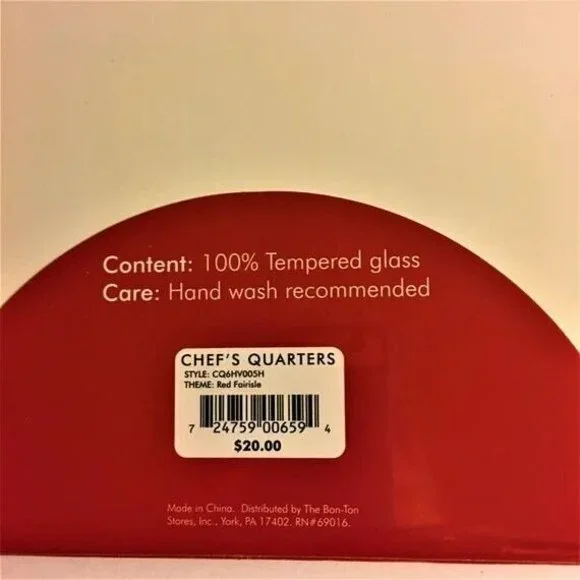 Content: 100% Tempered glass
Care: Hand wash recommended
CHEF'S QUARTERS
STYLE: CQ6HV005H
THEME: Red Fairisle
7 24759 00659 4
$20.00
Made in China. Distributed by The Bon-Ton
Stores, Inc., York, PA 17402. RN#69016.